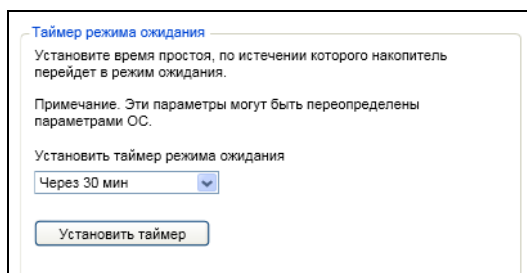 Таймер режима ожидания
Установите время простоя, по истечении которого накопитель
перейдет в режим ожидания.
Примечание. Эти параметры могут быть переопределены
параметрами ОС.
Установить таймер режима ожидания
Через 30 мин
Установить таймер